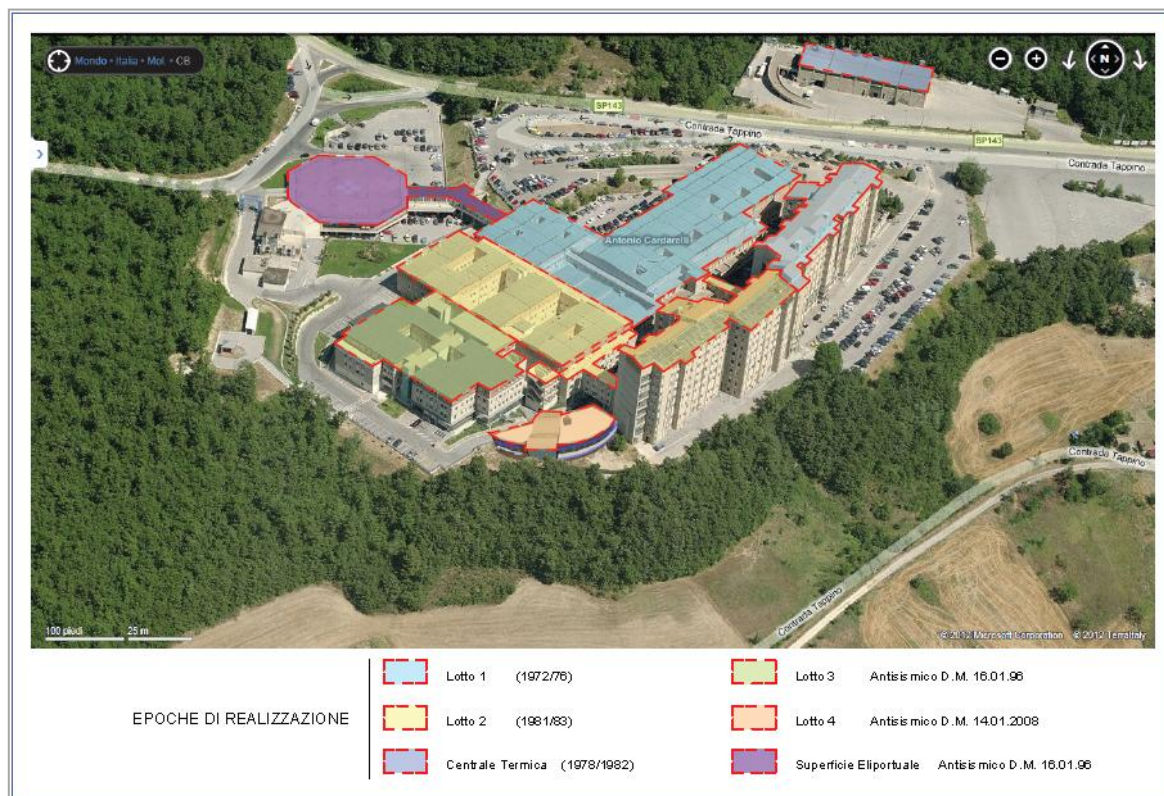 Mondo • Italia • Mol. • CB
SP143
Contrada Tappino
SP143
Contrada Tappino
Antonio Cardarelli
Contrada Tappino
Contrada Tappino
N
100 piedi 25 m
© 2012 Microsoft Corporation © 2012 TerraItaly
EPOCHE DI REALIZZAZIONE
Lotto 1 (1972/76)
Lotto 2 (1981/83)
Centrale Termica (1978/1982)
Lotto 3 Antisismico D.M. 16.01.96
Lotto 4 Antisismico D.M. 14.01.2008
Superficie Eliportuale Antisismico D.M. 16.01.96